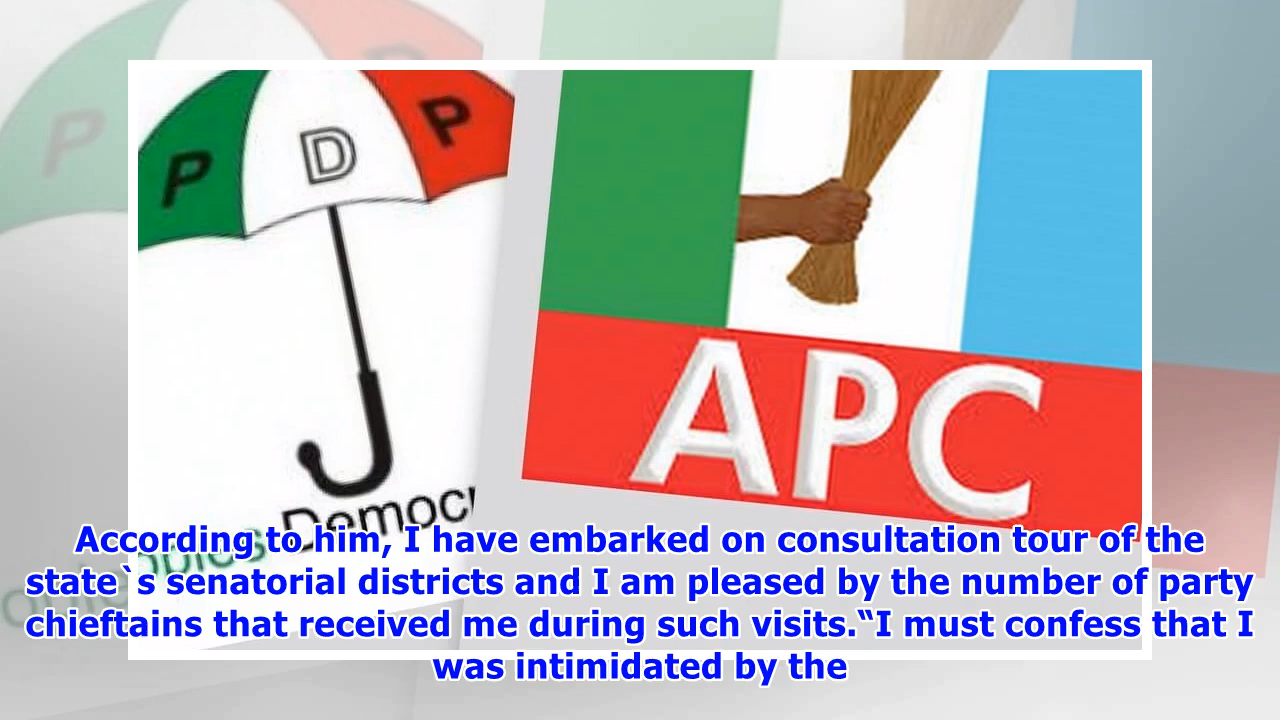 P D P
APC
According to him, I have embarked on consultation tour of the
state`s senatorial districts and I am pleased by the number of party
chieftains that received me during such visits.“I must confess that I
was intimidated by the